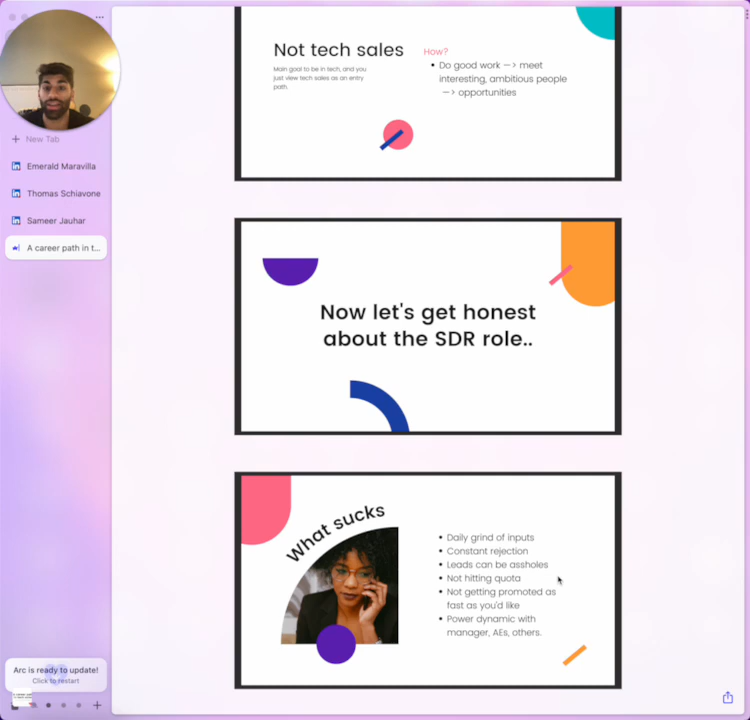 New Tab
Emerald Maravilla
Thomas Schiavone
Sameer Jauhar
A career path in t...
Arc is ready to update!
Click to restart
Not tech sales
Main goal to be in tech, and you
just view tech sales as an entry
path.
How?
Do good work —> meet
interesting, ambitious people
—> opportunities
Now let's get honest
about the SDR role..
What sucks
Daily grind of inputs
Constant rejection
Leads can be assholes
Not hitting quota
Not getting promoted as
fast as you'd like
Power dynamic with
manager, AEs, others.